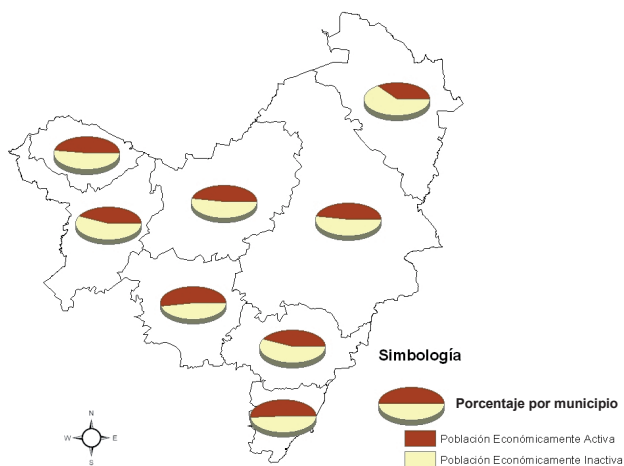 Simbología
Porcentaje por municipio
Población Económicamente Activa
Población Económicamente Inactiva
N
W E
S